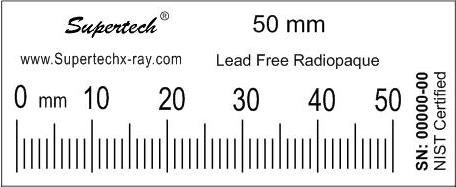 Supertech® 50 mm
www.Supertechx-ray.com Lead Free Radiopaque
0 mm 10 20 30 40 50
SN: 00000-00
NIST Certified